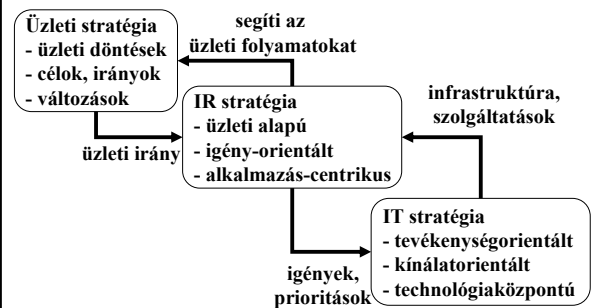 Üzleti stratégia
- üzleti döntések
- célok, irányok
- változások
segíti az
üzleti folyamatokat
üzleti irány
IR stratégia
- üzleti alapú
- igény-orientált
- alkalmazás-centrikus
infrastruktúra,
szolgáltatások
igények,
prioritások
IT stratégia
- tevékenységorientált
- kínálatorientált
- technológiaközpontú